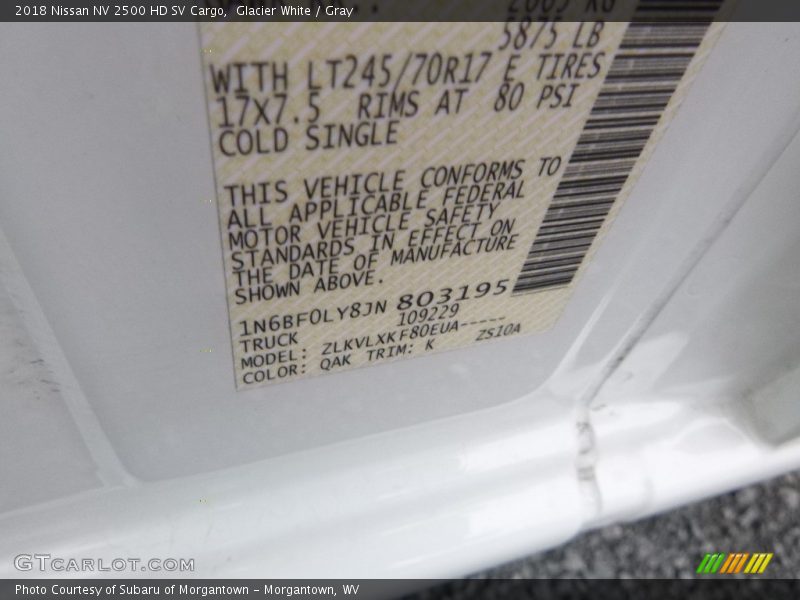 2018 Nissan NV 2500 HD SV Cargo, Glacier White / Gray
5875 LB
WITH LT245/70R17 E TIRES
17X7.5 RIMS AT 80 PSI
COLD SINGLE
THIS VEHICLE CONFORMS TO
ALL APPLICABLE FEDERAL
MOTOR VEHICLE SAFETY
STANDARDS IN EFFECT ON
THE DATE OF MANUFACTURE
SHOWN ABOVE.
1N6BF0LY8JN 803195
TRUCK 109229
MODEL: ZLKVLXKF80EUA-----
COLOR: QAK TRIM: K ZS10A
GTCARLOT.COM
Photo Courtesy of Subaru of Morgantown - Morgantown, WV